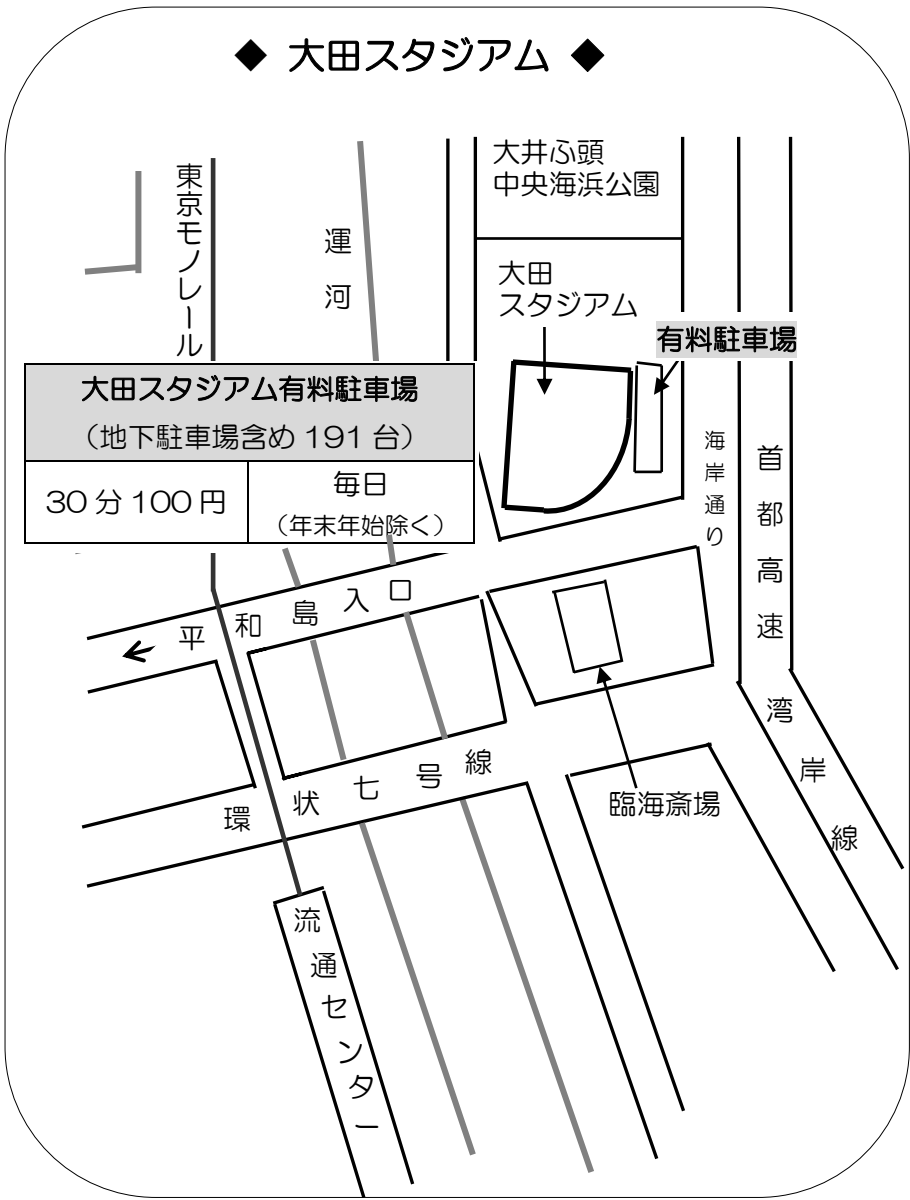 ◆ 大田スタジアム ◆
大井ふ頭
中央海浜公園
東京モノレール
運河
大田
スタジアム
有料駐車場
大田スタジアム有料駐車場
（地下駐車場含め 191 台）
30 分 100 円
毎日
（年末年始除く）
海岸通り
首都高速
湾岸線
← 平和島入口
環状七号線
臨海斎場
流通センター